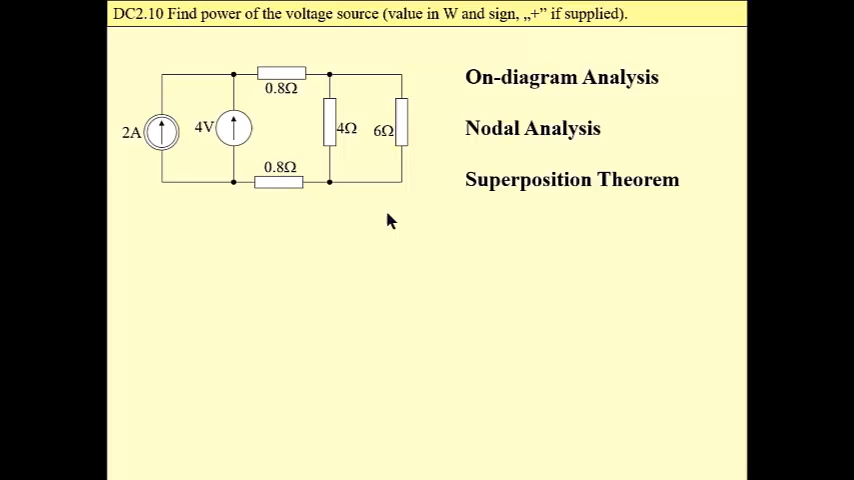 DC2.10 Find power of the voltage source (value in W and sign, „+” if supplied).
0.8Ω
On-diagram Analysis
2A
4V
4Ω
6Ω
Nodal Analysis
0.8Ω
Superposition Theorem